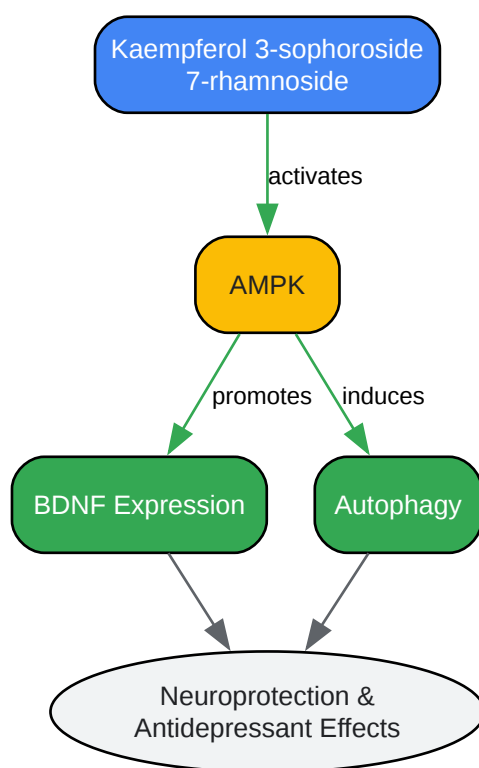 Kaempferol 3-sophoroside
7-rhamnoside
activates
AMPK
promotes
induces
BDNF Expression
Autophagy
Neuroprotection &
Antidepressant Effects